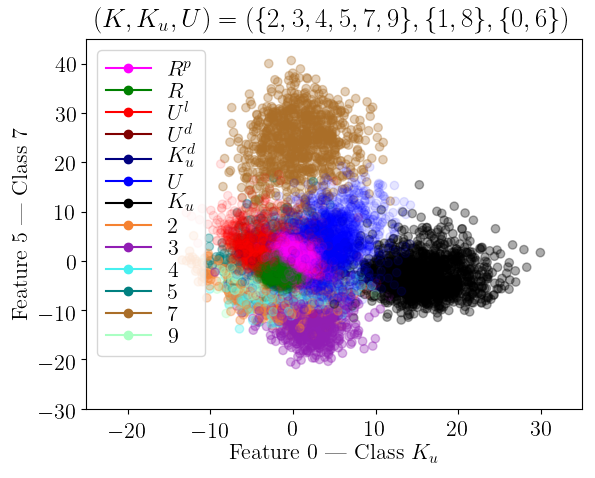 (K, K_u, U) = ({2, 3, 4, 5, 7, 9}, {1, 8}, {0, 6})
Feature 5 — Class 7
40
30
20
10
0
−10
−20
−30
R^p
R
U^l
U^d
K_u^d
U
K_u
2
3
4
5
7
9
−20 −10 0 10 20 30
Feature 0 — Class K_u